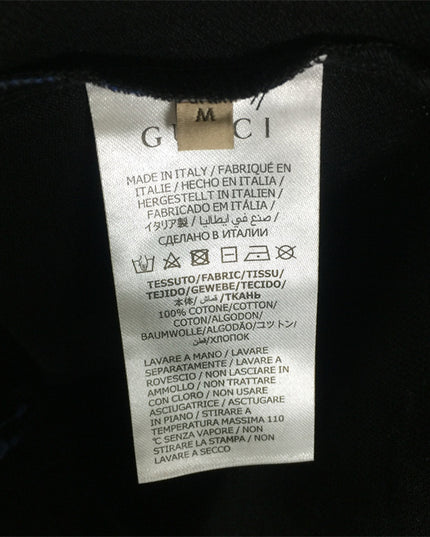 M
GUCCI
MADE IN ITALY / FABRIQUÉ EN
ITALIE / HECHO EN ITALIA /
HERGESTELLT IN ITALIEN /
FABRICADO EM ITÁLIA /
イタリア製 / صنع في ايطاليا /
СДЕЛАНО В ИТАЛИИ
TESSUTO/FABRIC/TISSU/
TEJIDO/GEWEBE/TECIDO/
本体/ قماش /ТКАНЬ
100% COTONE/COTTON/
COTON/ALGODON/
BAUMWOLLE/ALGODÃO/コットン/
قطن/ХЛОПОК
LAVARE A MANO / LAVARE
SEPARATAMENTE / LAVARE A
ROVESCIO / NON LASCIARE IN
AMMOLLO / NON TRATTARE
CON CLORO / NON USARE
ASCIUGATRICE / ASCTUGARE
IN PIANO / STIRARE A
TEMPERATURA MASSIMA 110
°C SENZA VAPORE / NON
STIRARE LA STAMPA / NON
LAVARE A SECCO